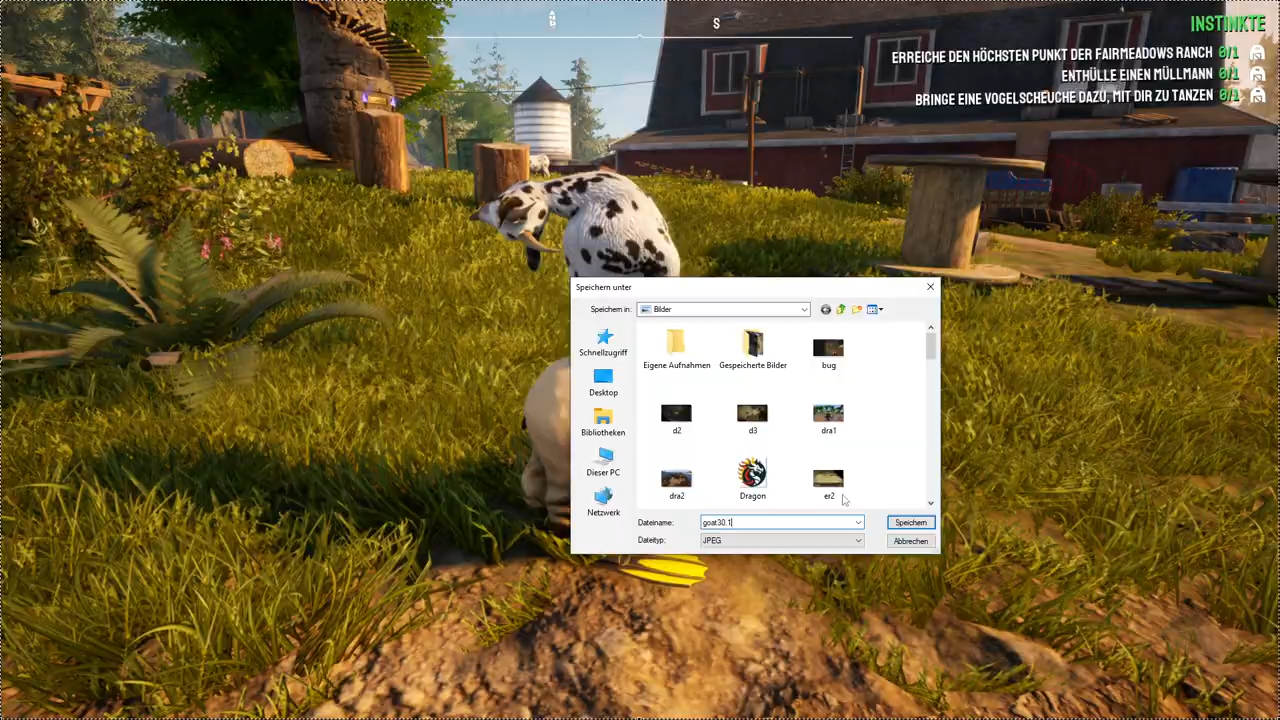 S
INSTINKTE
ERREICHE DEN HÖCHSTEN PUNKT DER FAIRMEADOWS RANCH 0/1
ENTHÜLLE EINEN MÜLLMANN 0/1
BRINGE EINE VOGELSCHEUCHE DAZU, MIT DIR ZU TANZEN 0/1
Speichern unter
Speichern in: Bilder
Schnellzugriff
Desktop
Bibliotheken
Dieser PC
Netzwerk
Eigene Aufnahmen Gespeicherte Bilder bug
d2 d3 dra1
dra2 Dragon er2
Dateiname: goat30.1 Speichern
Dateityp: JPEG Abbrechen